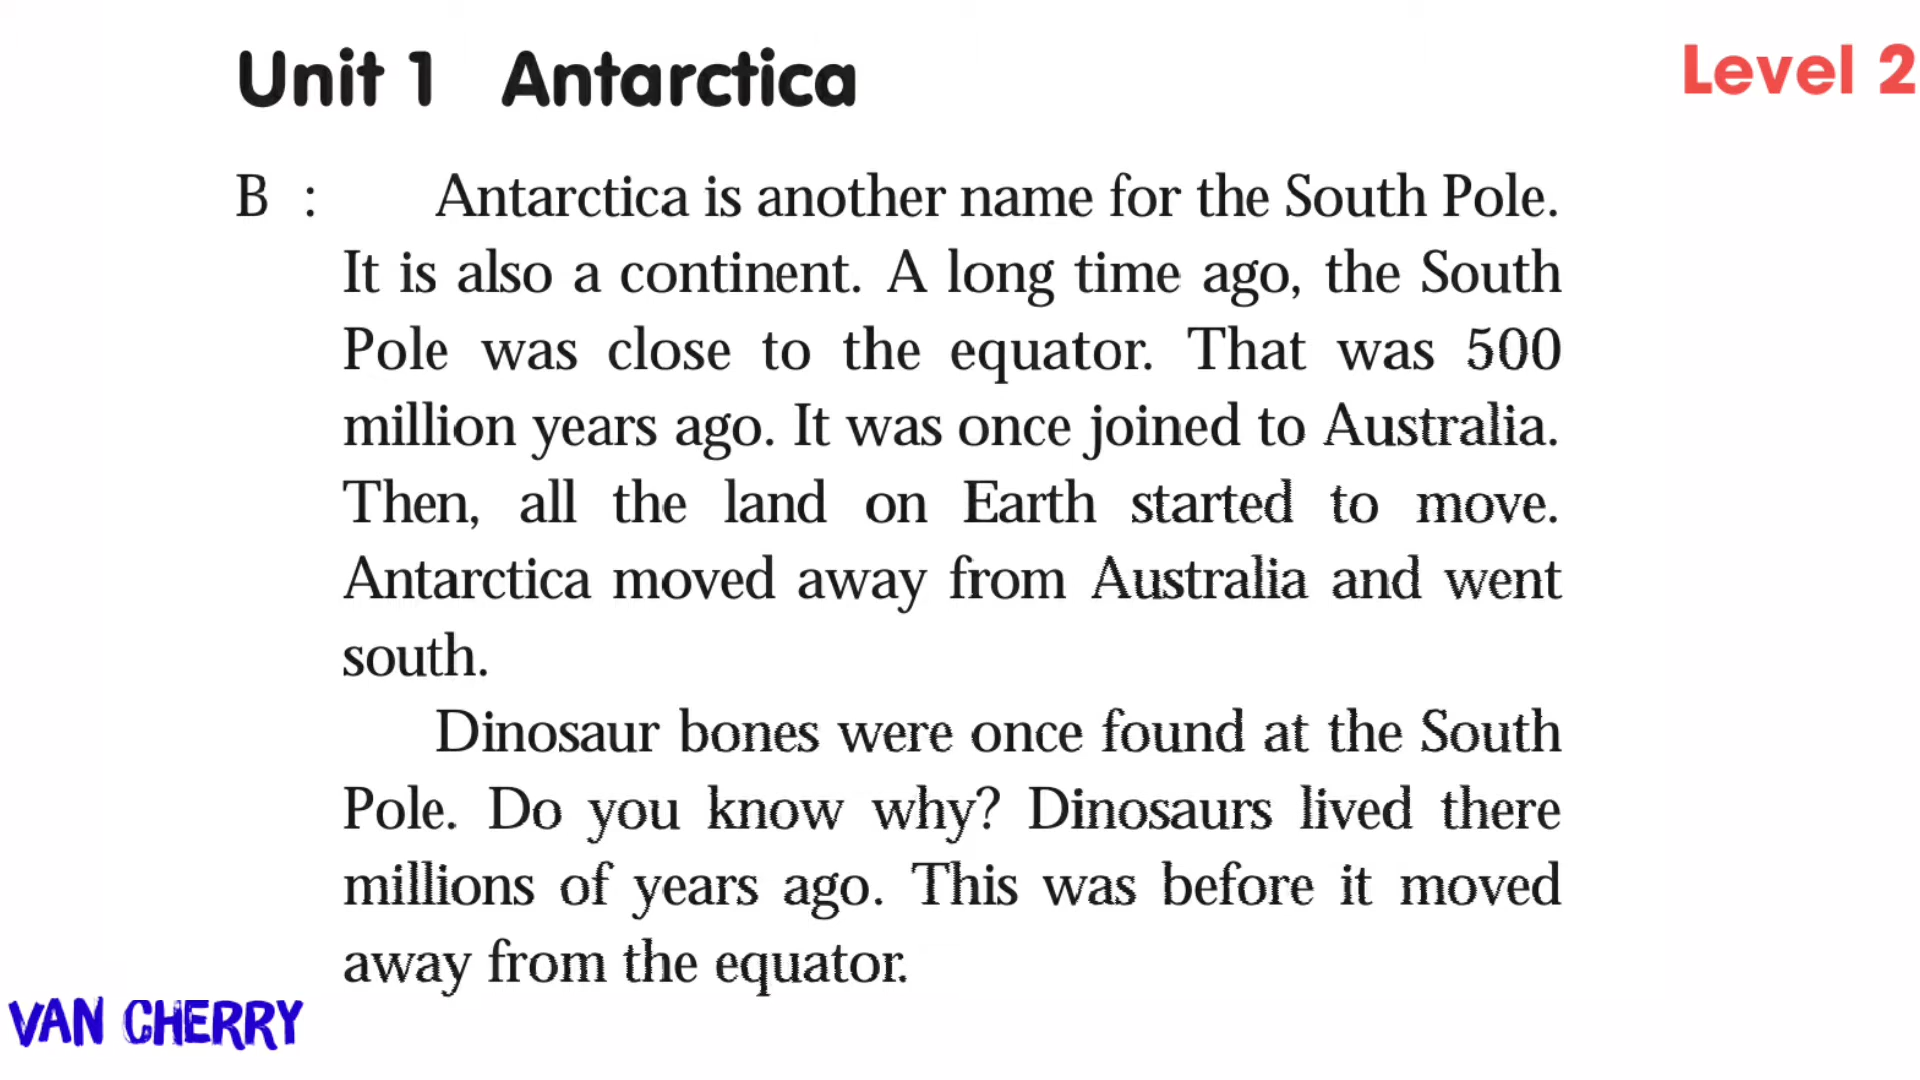 Unit 1 Antarctica
Level 2
B : Antarctica is another name for the South Pole.
It is also a continent. A long time ago, the South
Pole was close to the equator. That was 500
million years ago. It was once joined to Australia.
Then, all the land on Earth started to move.
Antarctica moved away from Australia and went
south.
Dinosaur bones were once found at the South
Pole. Do you know why? Dinosaurs lived there
millions of years ago. This was before it moved
away from the equator.
VAN CHERRY